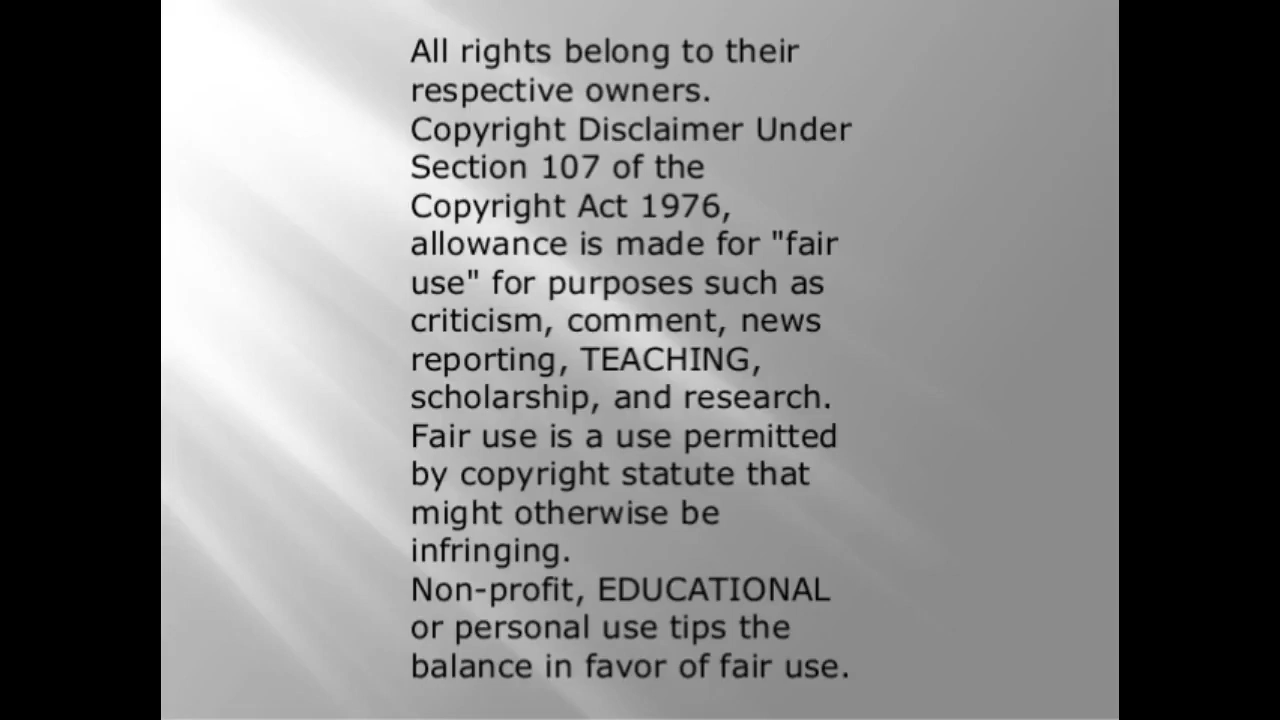 All rights belong to their
respective owners.
Copyright Disclaimer Under
Section 107 of the
Copyright Act 1976,
allowance is made for "fair
use" for purposes such as
criticism, comment, news
reporting, TEACHING,
scholarship, and research.
Fair use is a use permitted
by copyright statute that
might otherwise be
infringing.
Non-profit, EDUCATIONAL
or personal use tips the
balance in favor of fair use.